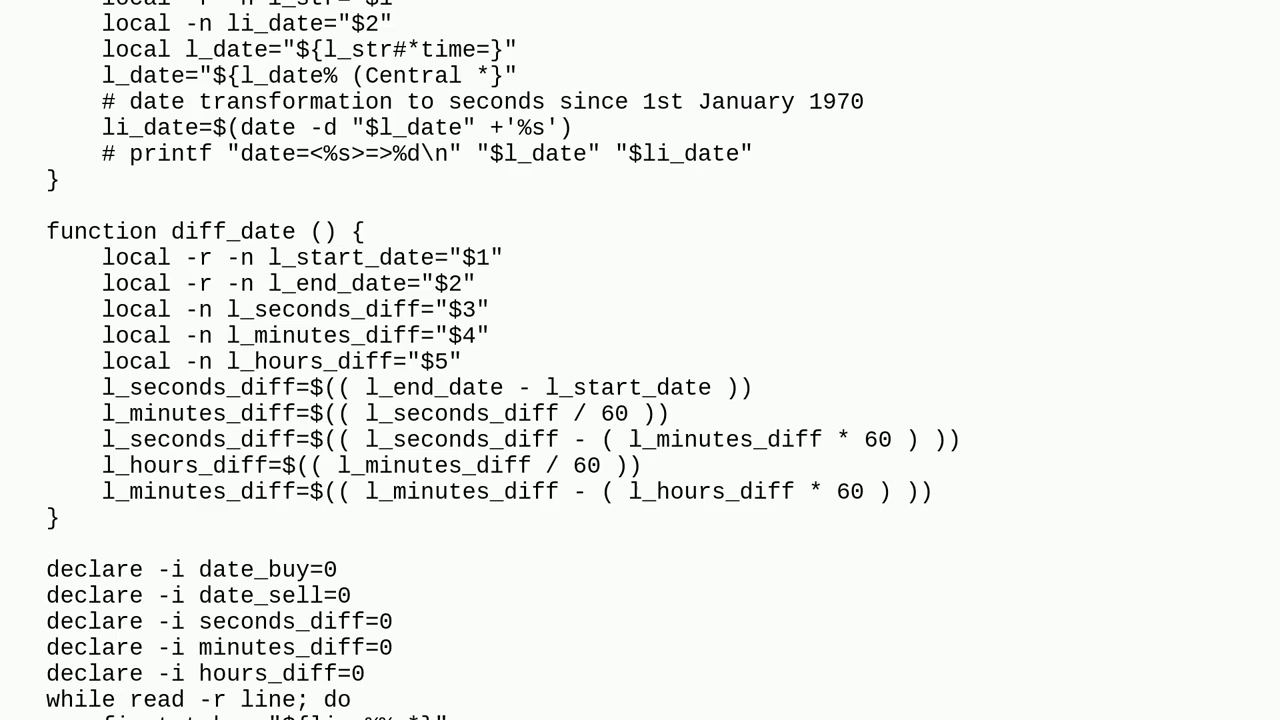 local -n li_date="$2"
local l_date="${l_str#*time=}"
l_date="${l_date% (Central *}"
# date transformation to seconds since 1st January 1970
li_date=$(date -d "$l_date" +'%s')
# printf "date=<%s>=>%d\n" "$l_date" "$li_date"
}
function diff_date () {
local -r -n l_start_date="$1"
local -r -n l_end_date="$2"
local -n l_seconds_diff="$3"
local -n l_minutes_diff="$4"
local -n l_hours_diff="$5"
l_seconds_diff=$(( l_end_date - l_start_date ))
l_minutes_diff=$(( l_seconds_diff / 60 ))
l_seconds_diff=$(( l_seconds_diff - ( l_minutes_diff * 60 ) ))
l_hours_diff=$(( l_minutes_diff / 60 ))
l_minutes_diff=$(( l_minutes_diff - ( l_hours_diff * 60 ) ))
}
declare -i date_buy=0
declare -i date_sell=0
declare -i seconds_diff=0
declare -i minutes_diff=0
declare -i hours_diff=0
while read -r line; do